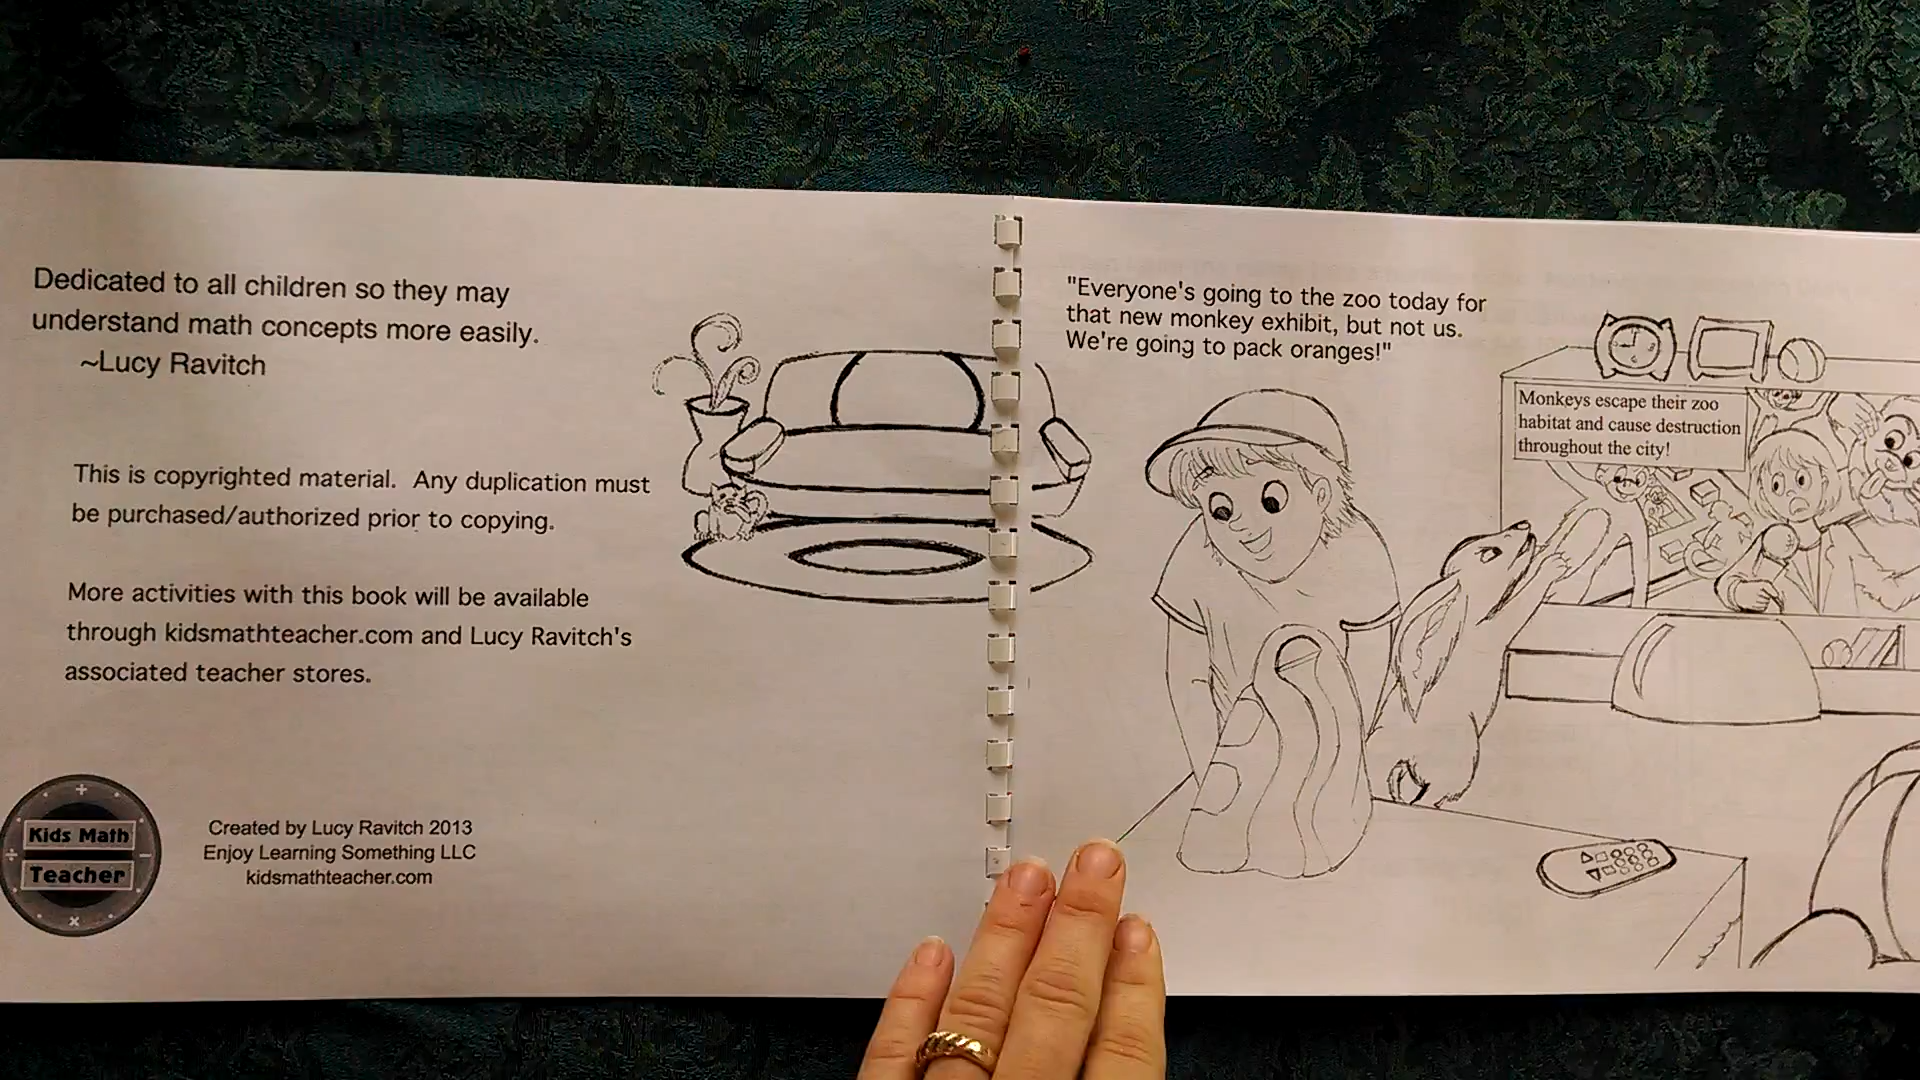 Dedicated to all children so they may
understand math concepts more easily.
~Lucy Ravitch
This is copyrighted material. Any duplication must
be purchased/authorized prior to copying.
More activities with this book will be available
through kidsmathteacher.com and Lucy Ravitch's
associated teacher stores.
Kids Math
Teacher
Created by Lucy Ravitch 2013
Enjoy Learning Something LLC
kidsmathteacher.com
"Everyone's going to the zoo today for
that new monkey exhibit, but not us.
We're going to pack oranges!"
Monkeys escape their zoo
habitat and cause destruction
throughout the city!